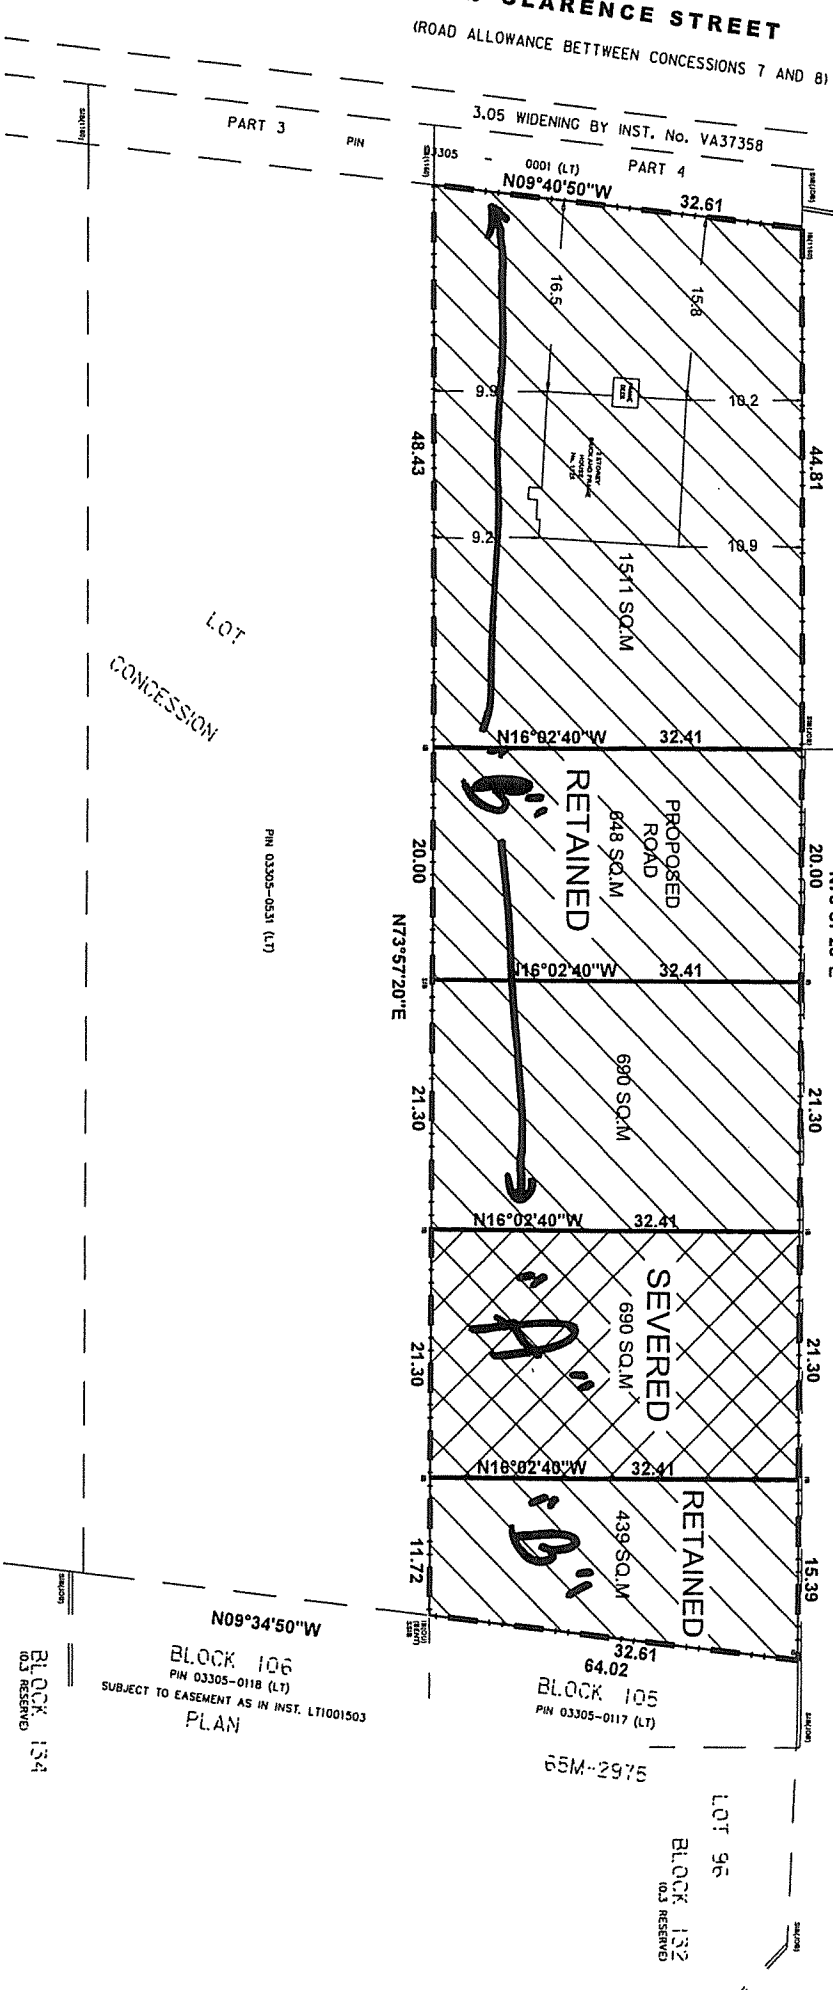 CLARENCE STREET
(ROAD ALLOWANCE BETTWEEN CONCESSIONS 7 AND 8)
3.05 WIDENING BY INST. No. VA37358
PART 3
PIN
03305
0001 (LT)
PART 4
N09°40'50"W
32.61
16.5
15.8
9.9
10.2
48.43
44.81
2 STOREY
HOUSE
9.2
10.9
1511 SQ.M
LOT
CONCESSION
PIN 03305-0531 (LT)
N16°02'40"W
32.41
"B"
RETAINED
648 SQ.M
PROPOSED
ROAD
20.00
20.00
N73°57'20"E
N16°02'40"W
32.41
690 SQ.M
21.30
21.30
N16°02'40"W
32.41
SEVERED
690 SQ.M
"A"
21.30
21.30
N16°02'40"W
32.41
RETAINED
439 SQ.M
"B"
11.72
15.39
N09°34'50"W
32.61
64.02
BLOCK 106
PIN 03305-0118 (LT)
SUBJECT TO EASEMENT AS IN INST. LT1001503
PLAN
BLOCK 105
PIN 03305-0117 (LT)
65M-2975
BLOCK 134
(0.3 RESERVE)
LOT 96
BLOCK 132
(0.3 RESERVE)